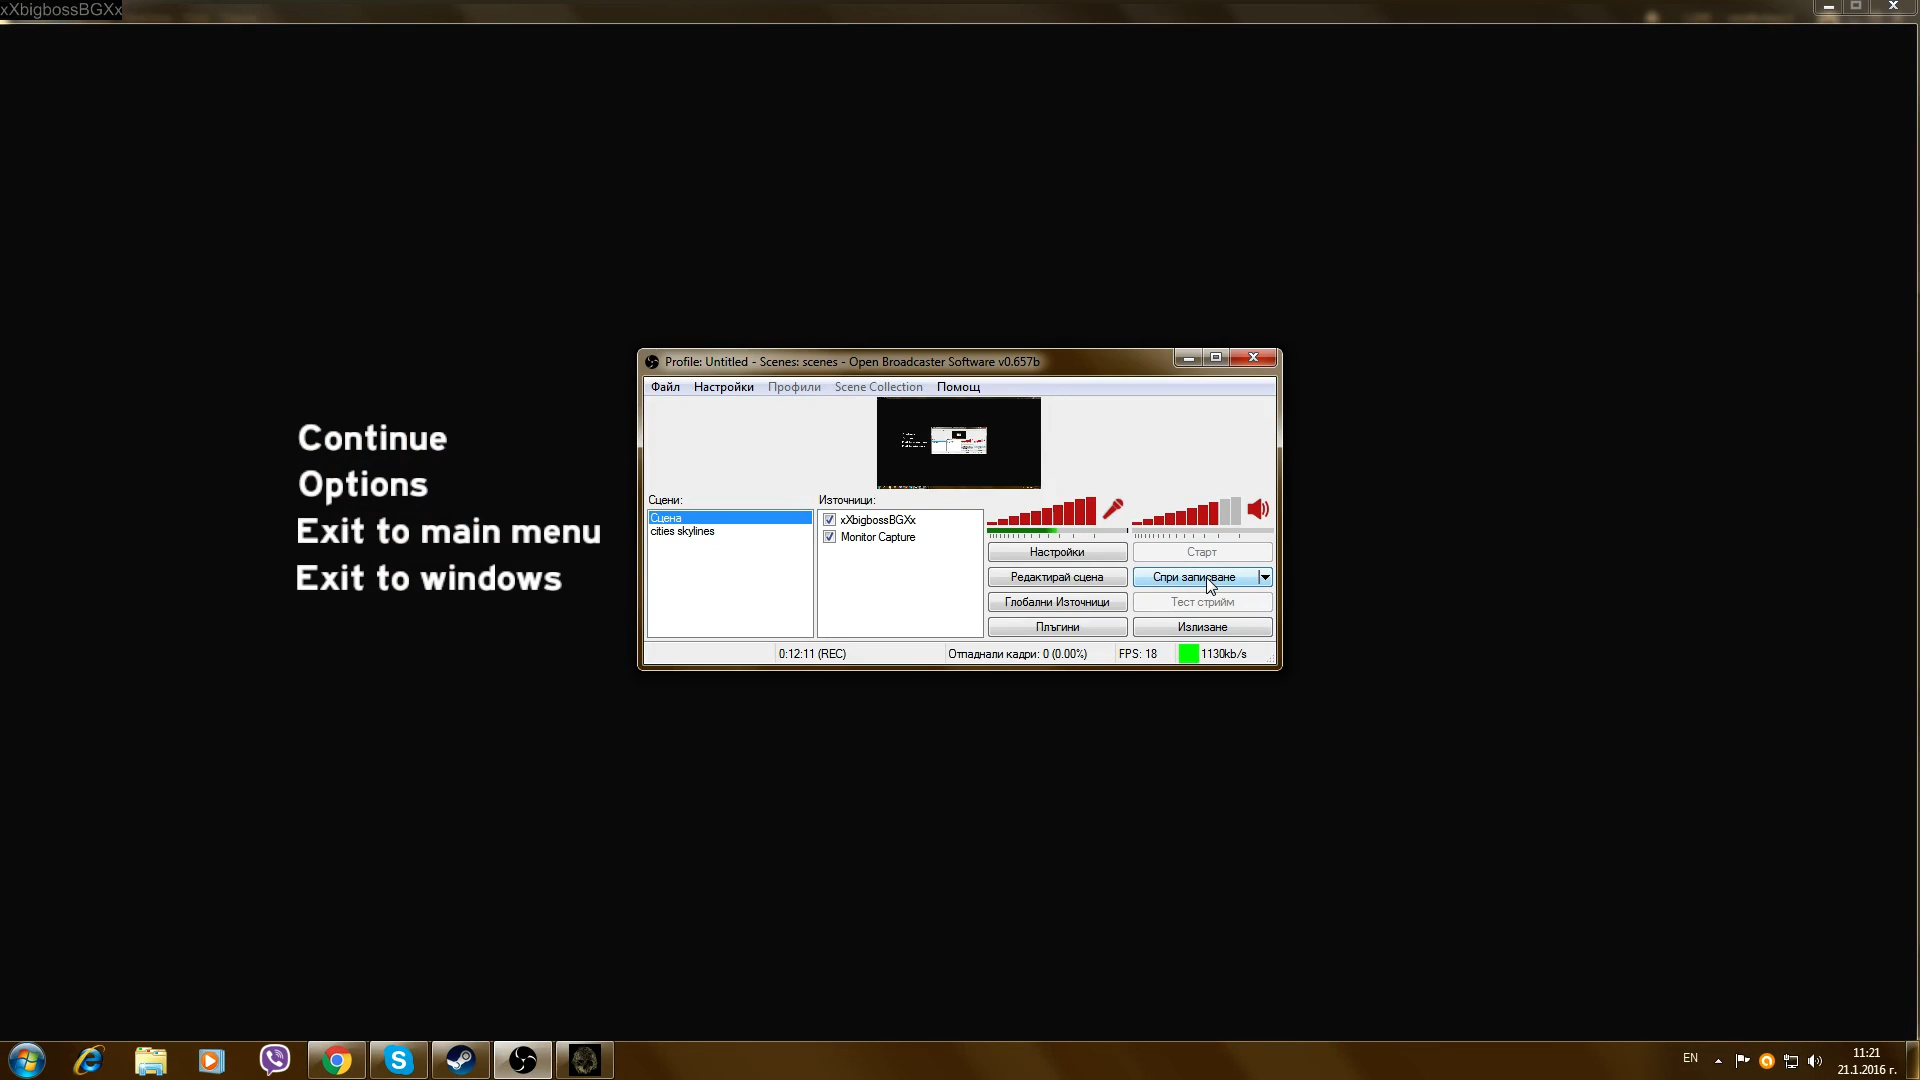 xXbigbossBGXx
Profile: Untitled - Scenes: scenes - Open Broadcaster Software v0.657b
Файл Настройки Профили Scene Collection Помощ
Continue
Options
Exit to main menu
Exit to windows
Сцени:
Сцена
cities skylines
Източници:
xXbigbossBGXx
Monitor Capture
Настройки
Старт
Редактирай сцена
Спри записване
Глобални Източници
Тест стрийм
Плъгини
Излизане
0:12:11 (REC)
Отпаднали кадри: 0 (0.00%)
FPS: 18
1130kb/s
EN
11:21
21.1.2016 г.